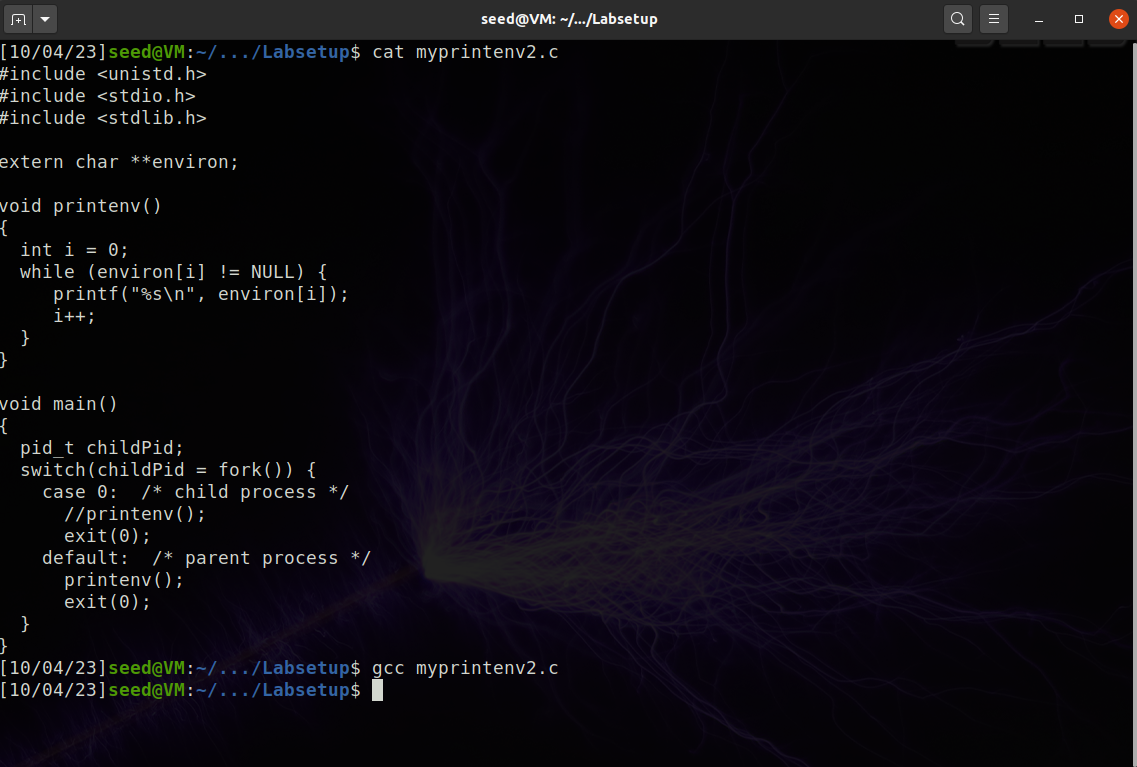 seed@VM: ~/.../Labsetup
[10/04/23]seed@VM:~/.../Labsetup$ cat myprintenv2.c
#include <unistd.h>
#include <stdio.h>
#include <stdlib.h>

extern char **environ;

void printenv()
{
  int i = 0;
  while (environ[i] != NULL) {
     printf("%s\n", environ[i]);
     i++;
  }
}

void main()
{
  pid_t childPid;
  switch(childPid = fork()) {
    case 0:  /* child process */
      //printenv();
      exit(0);
    default:  /* parent process */
      printenv();
      exit(0);
  }
}
[10/04/23]seed@VM:~/.../Labsetup$ gcc myprintenv2.c
[10/04/23]seed@VM:~/.../Labsetup$